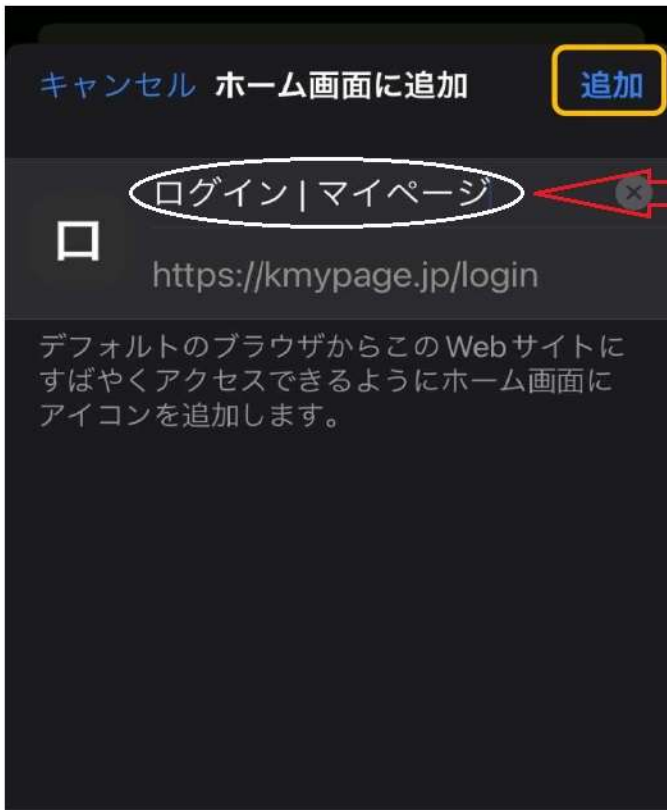 キャンセル ホーム画面に追加 追加
ログイン | マイページ
ロ
https://kmypage.jp/login
デフォルトのブラウザからこのWebサイトに
すばやくアクセスできるようにホーム画面に
アイコンを追加します。